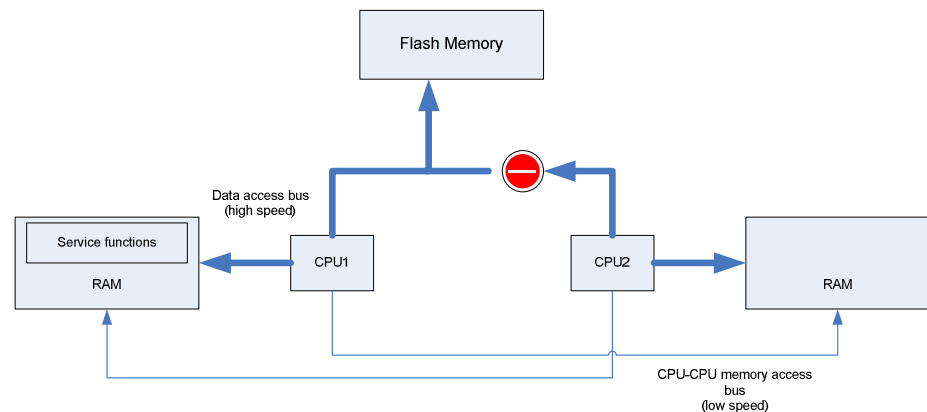 Flash Memory
Data access bus
(high speed)
Service functions
RAM
CPU1
CPU2
RAM
CPU-CPU memory access
bus
(low speed)